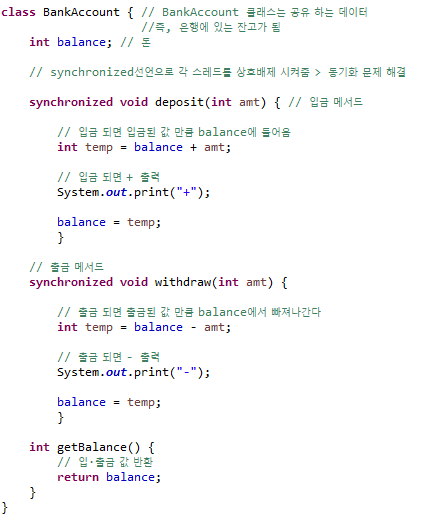 class BankAccount { // BankAccount 클래스는 공유 하는 데이터
//즉, 은행에 있는 잔고가 됨
int balance; // 돈
// synchronized선언으로 각 스레드를 상호배제 시켜줌 > 동기화 문제 해결
synchronized void deposit(int amt) { // 입금 메서드
// 입금 되면 입금된 값 만큼 balance에 들어옴
int temp = balance + amt;
// 입금 되면 + 출력
System.out.print("+");
balance = temp;
}
// 출금 메서드
synchronized void withdraw(int amt) {
// 출금 되면 출금된 값 만큼 balance에서 빠져나간다
int temp = balance - amt;
// 출금 되면 - 출력
System.out.print("-");
balance = temp;
}
int getBalance() {
// 입·출금 값 반환
return balance;
}
}